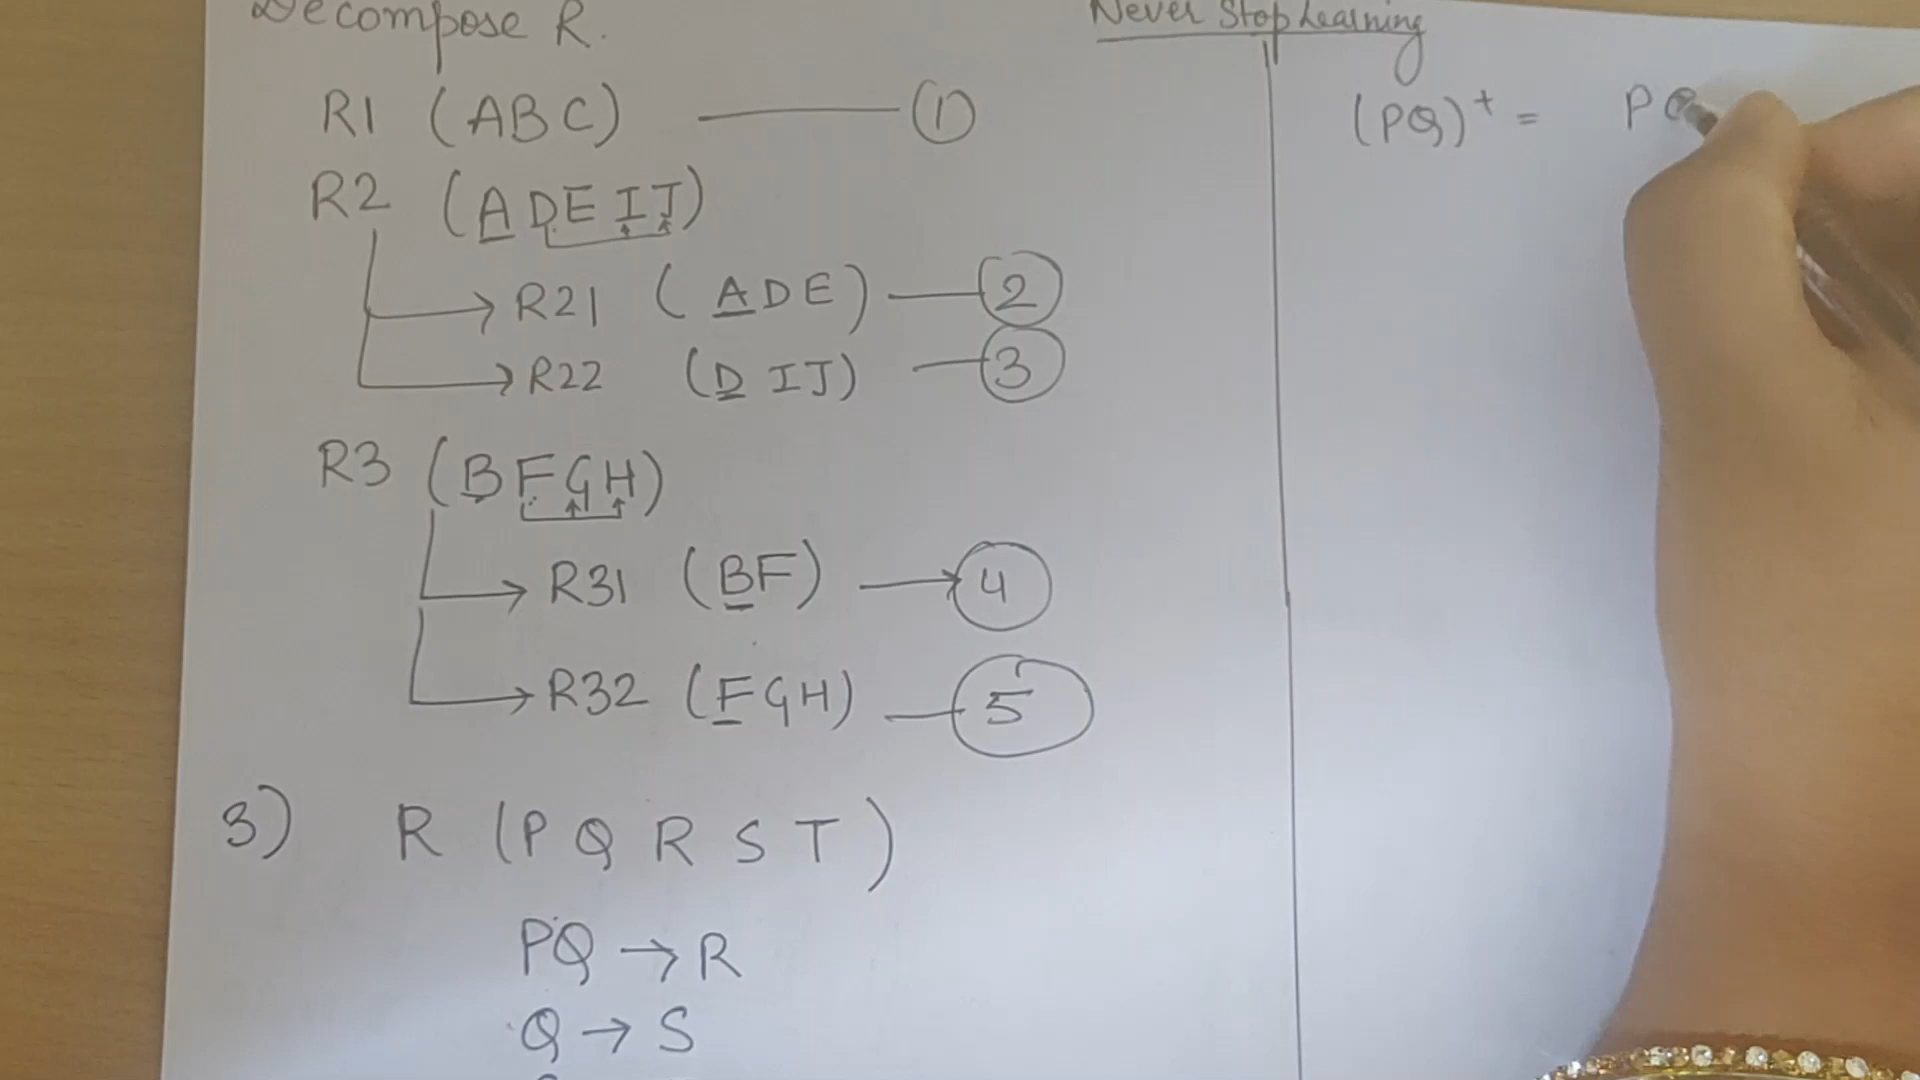 Decompose R.
R1 (ABC) 1
R2 (ADEIJ)
R21 (ADE) 2
R22 (DIJ) 3
R3 (BFGH)
R31 (BF) → 4
R32 (FGH) 5
3) R (PQRST)
PQ → R
Q → S
Never Stop Learning
(PQ)⁺ = PQ